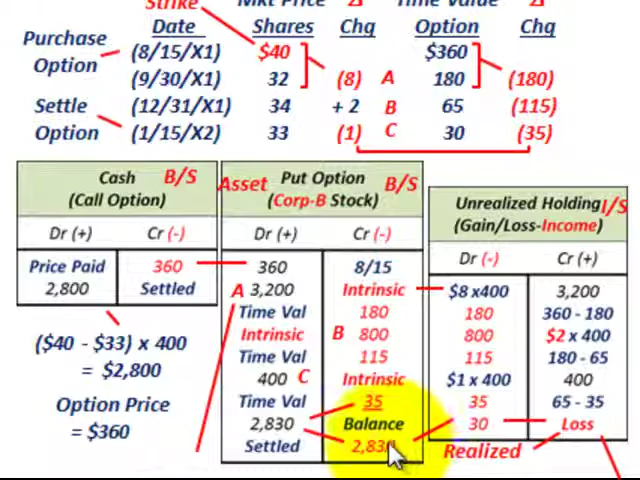 Strike Mkt Price Δ Time Value Δ
Date Shares Chg Option Chg
Purchase Option (8/15/X1) $40 $360
(9/30/X1) 32 (8) A 180 (180)
Settle Option (12/31/X1) 34 + 2 B 65 (115)
(1/15/X2) 33 (1) C 30 (35)
Cash B/S
(Call Option)
Dr (+) Cr (-)
Price Paid 360
2,800 Settled
($40 - $33) x 400
= $2,800
Option Price
= $360
Asset Put Option B/S
(Corp-B Stock)
Dr (+) Cr (-)
360 8/15
A 3,200 Intrinsic
Time Val 180
Intrinsic B 800
Time Val 115
400 C Intrinsic
Time Val 35
2,830 Balance
Settled 2,830
Unrealized Holding I/S
(Gain/Loss-Income)
Dr (-) Cr (+)
$8 x400 3,200
180 360 - 180
800 $2 x 400
115 180 - 65
$1 x 400 400
35 65 - 35
30 Loss
Realized